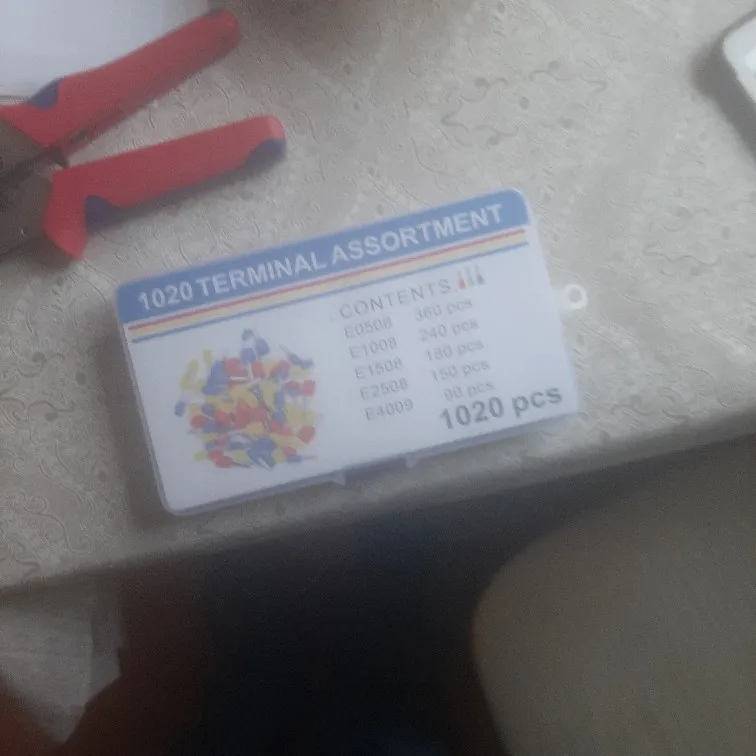 1020 TERMINAL ASSORTMENT
CONTENTS
E0508 360 pcs
E1008 240 pcs
E1508 180 pcs
E2508 150 pcs
E4009 90 pcs
1020 pcs